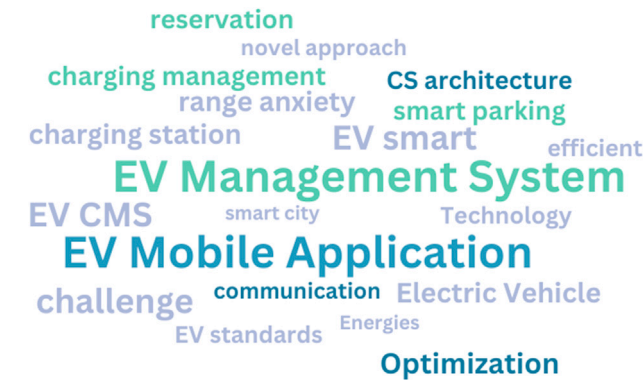 reservation
novel approach
charging management
CS architecture
range anxiety
smart parking
charging station
EV smart
efficient
EV Management System
EV CMS
smart city
Technology
EV Mobile Application
challenge
communication
Electric Vehicle
EV standards
Energies
Optimization